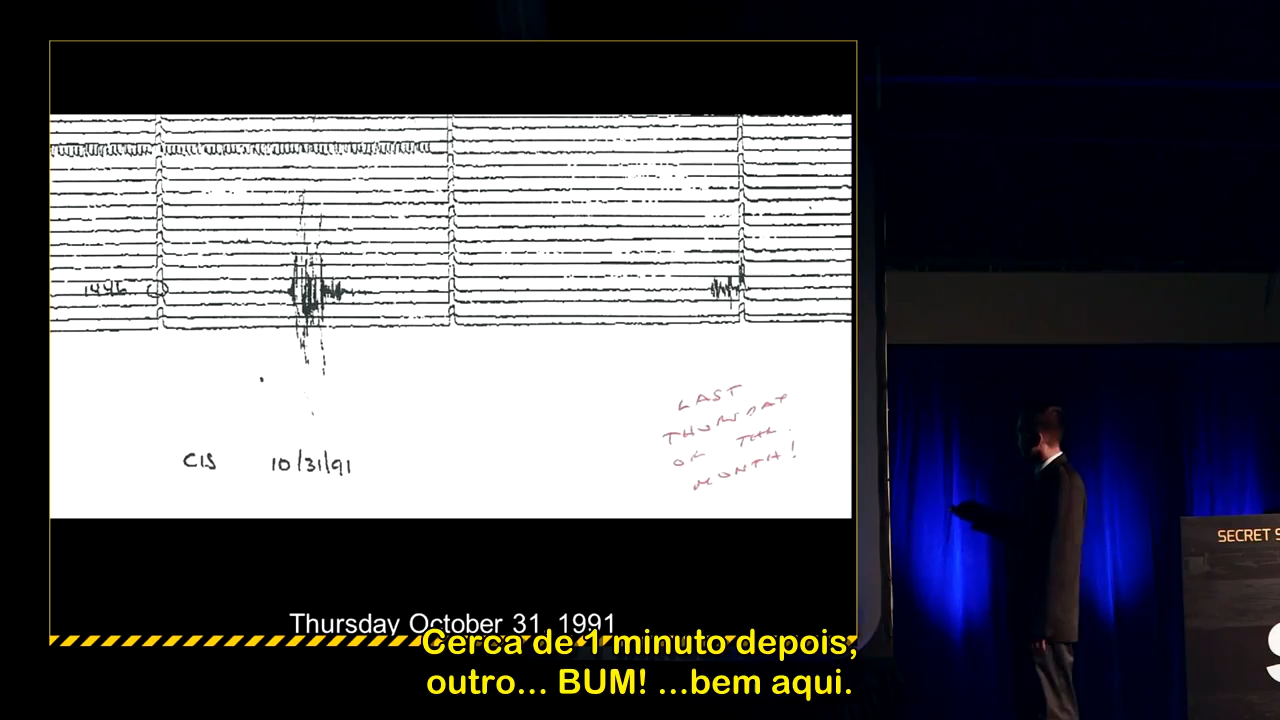 1446
CIS 10/31/91
LAST
THURSDAY
OF THE
MONTH!
Thursday October 31, 1991
Cerca de 1 minuto depois,
outro... BUM! ...bem aqui.
SECRET S
S